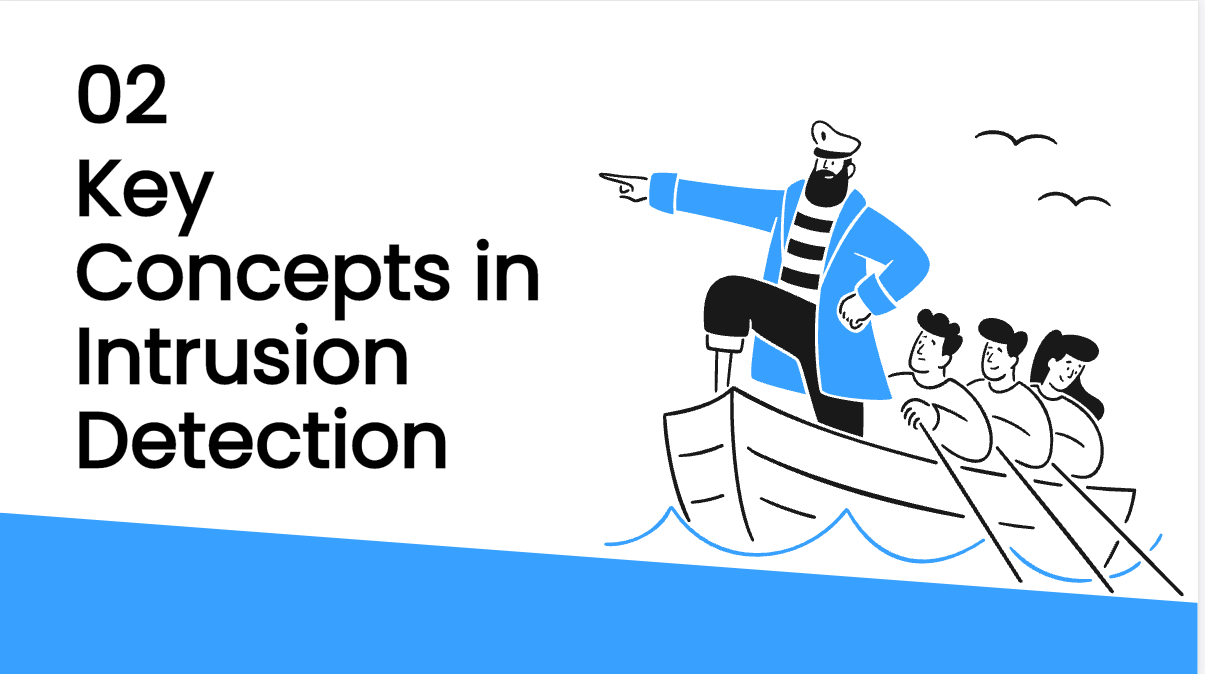 02
Key
Concepts in
Intrusion
Detection